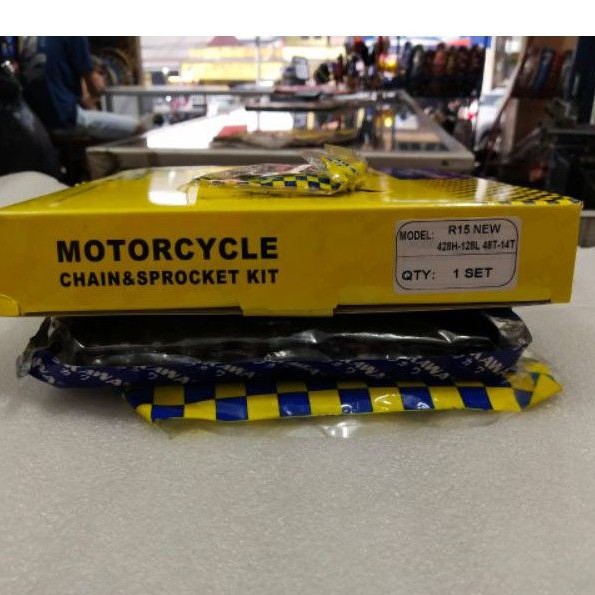 MOTORCYCLE
CHAIN&SPROCKET KIT
MODEL: R15 NEW
428H-128L 48T-14T
QTY: 1 SET